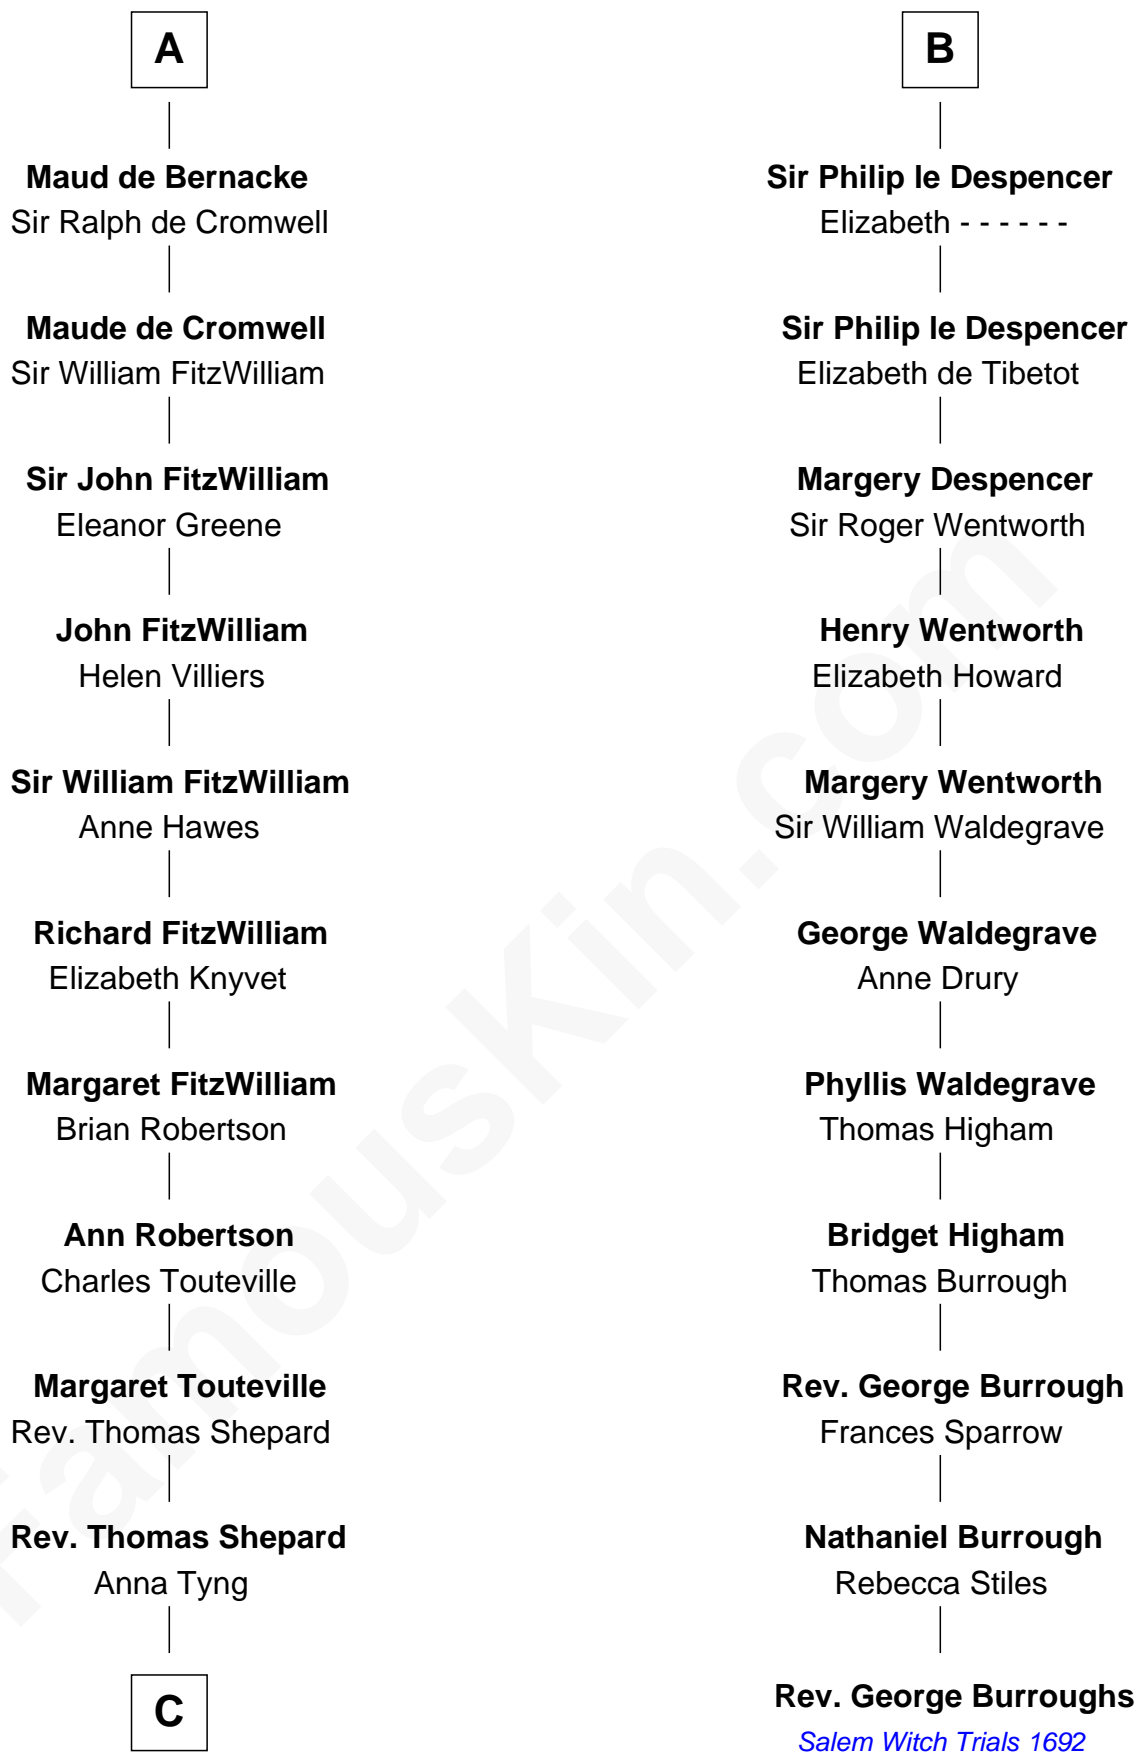 A
Maud de Bernacke
Sir Ralph de Cromwell
Maude de Cromwell
Sir William FitzWilliam
Sir John FitzWilliam
Eleanor Greene
John FitzWilliam
Helen Villiers
Sir William FitzWilliam
Anne Hawes
Richard FitzWilliam
Elizabeth Knyvet
Margaret FitzWilliam
Brian Robertson
Ann Robertson
Charles Touteville
Margaret Touteville
Rev. Thomas Shepard
Rev. Thomas Shepard
Anna Tyng
C
B
Sir Philip le Despencer
Elizabeth - - - - - -
Sir Philip le Despencer
Elizabeth de Tibetot
Margery Despencer
Sir Roger Wentworth
Henry Wentworth
Elizabeth Howard
Margery Wentworth
Sir William Waldegrave
George Waldegrave
Anne Drury
Phyllis Waldegrave
Thomas Higham
Bridget Higham
Thomas Burrough
Rev. George Burrough
Frances Sparrow
Nathaniel Burrough
Rebecca Stiles
Rev. George Burroughs
Salem Witch Trials 1692
FamousKin.com